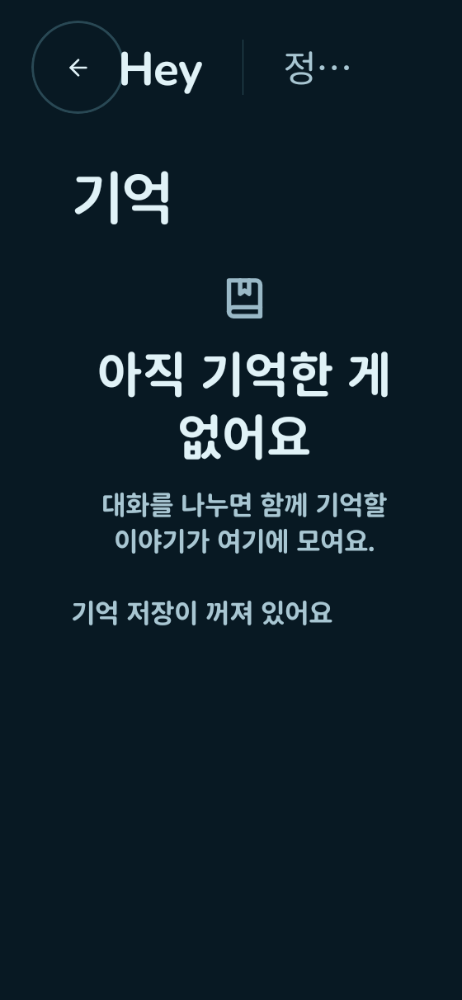 Hey
정…
기억
아직 기억한 게
없어요
대화를 나누면 함께 기억할
이야기가 여기에 모여요.
기억 저장이 꺼져 있어요